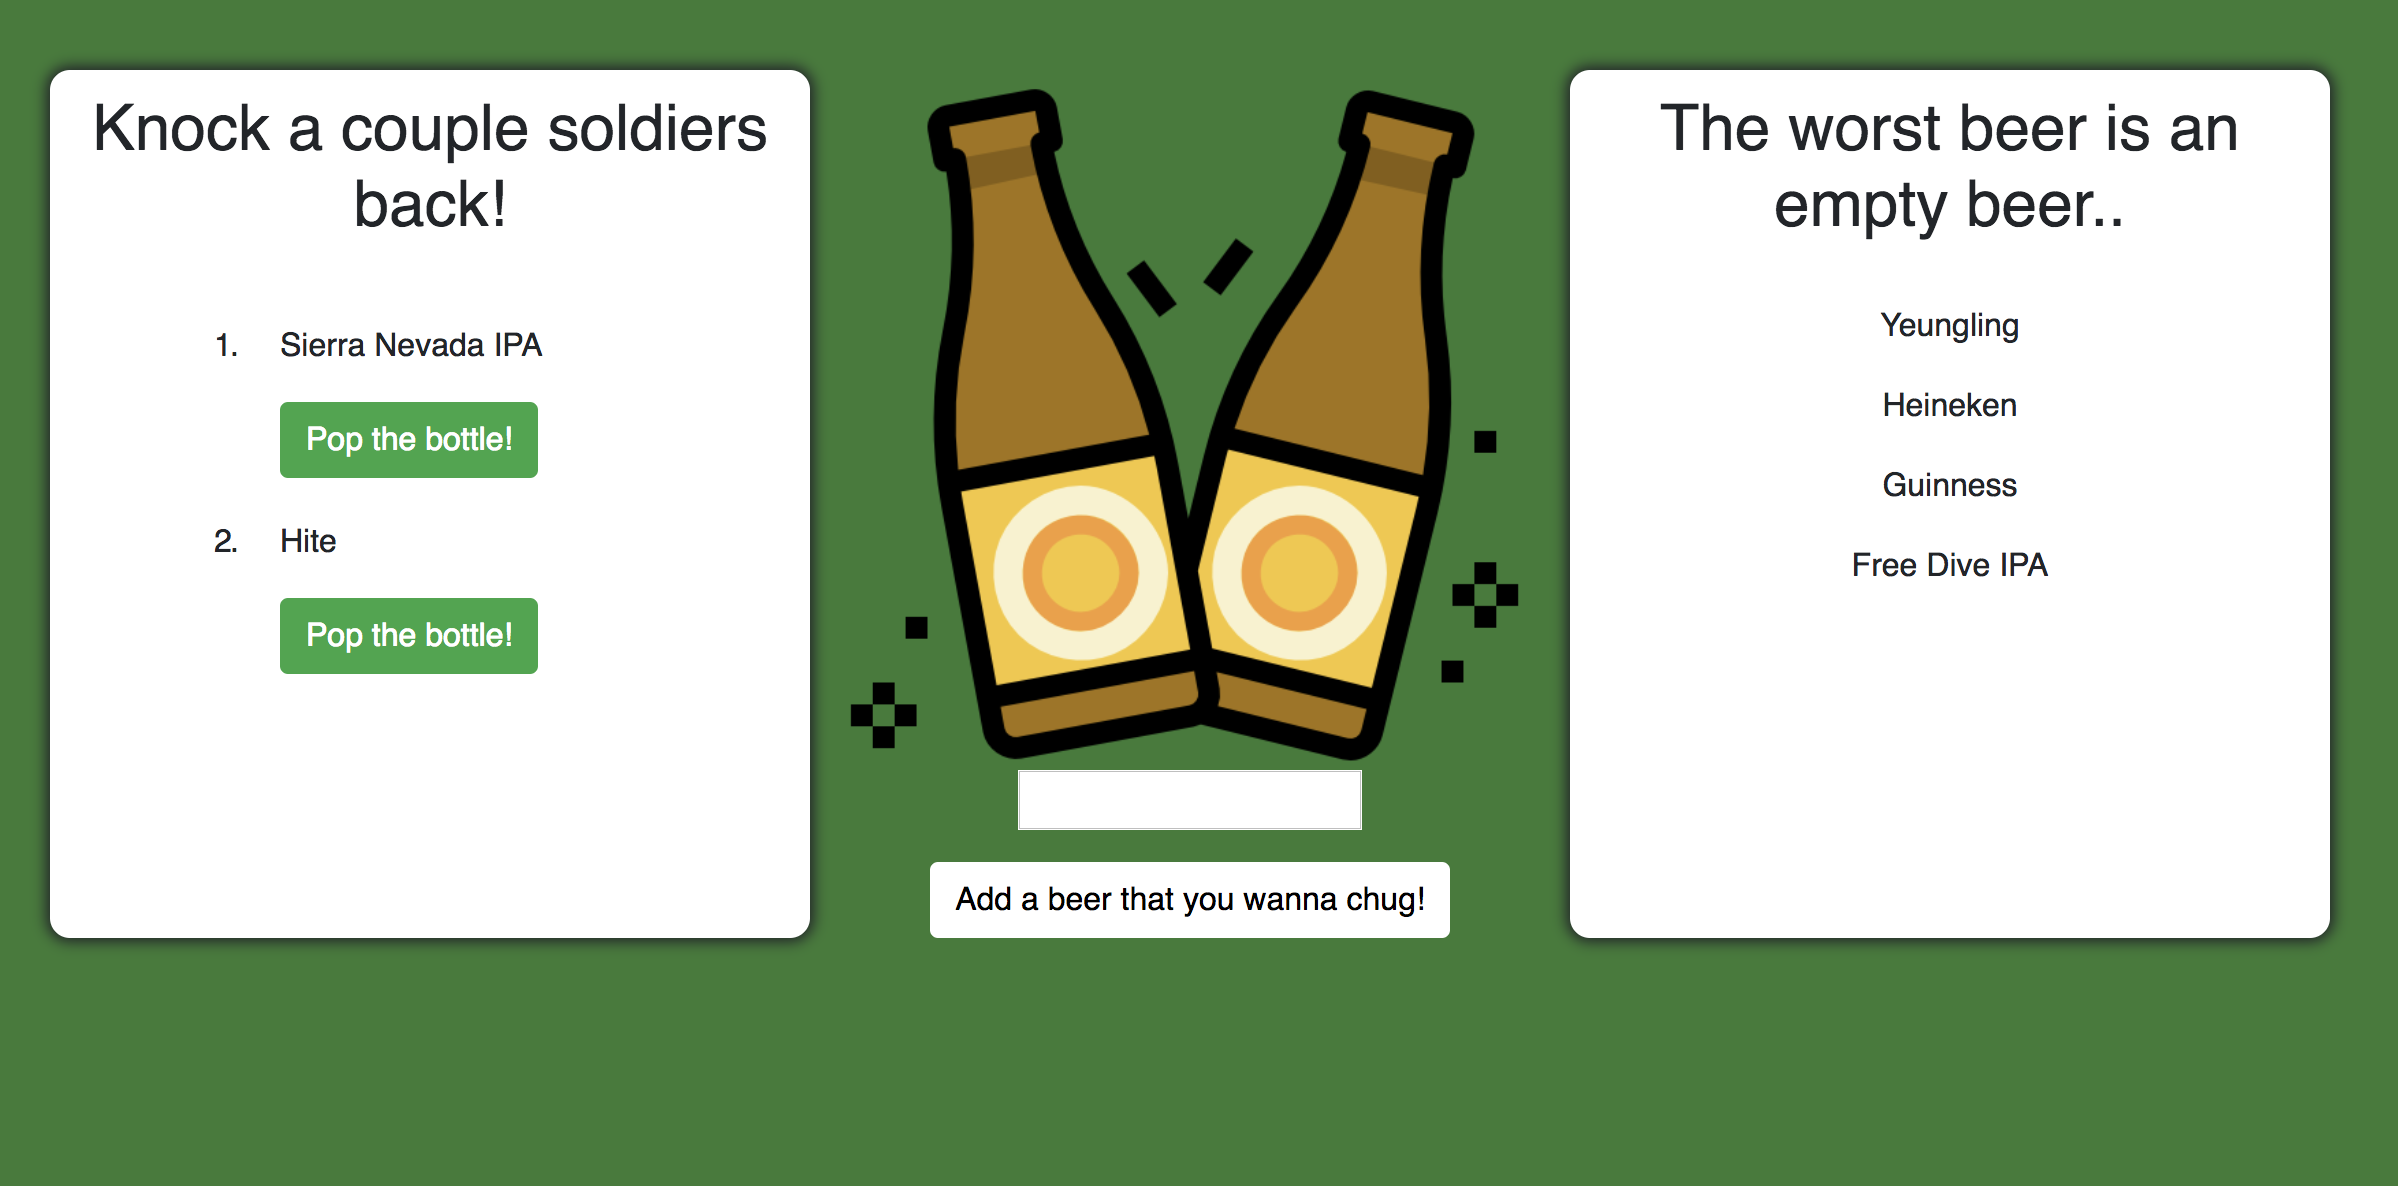 Knock a couple soldiers
back!
1. Sierra Nevada IPA
Pop the bottle!
2. Hite
Pop the bottle!
Add a beer that you wanna chug!
The worst beer is an
empty beer..
Yeungling
Heineken
Guinness
Free Dive IPA